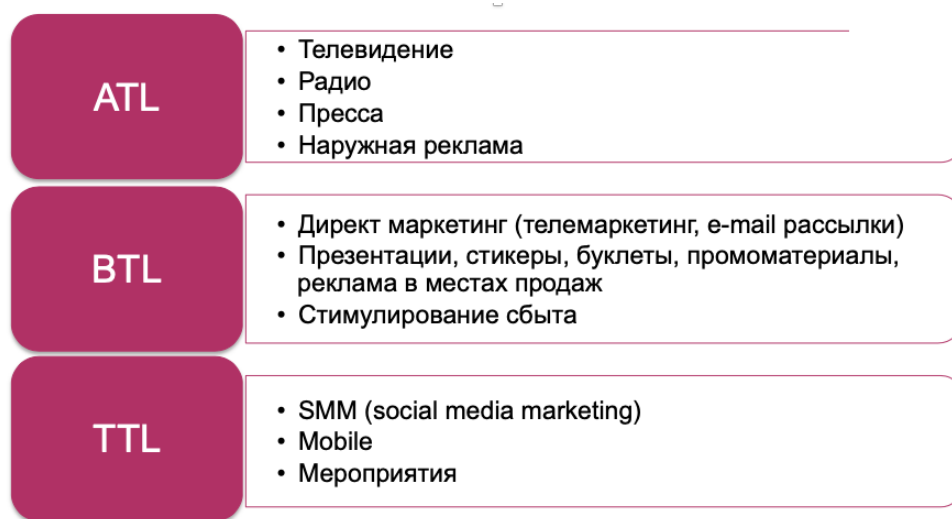 ATL
• Телевидение
• Радио
• Пресса
• Наружная реклама
BTL
• Директ маркетинг (телемаркетинг, e-mail рассылки)
• Презентации, стикеры, буклеты, промоматериалы,
реклама в местах продаж
• Стимулирование сбыта
TTL
• SMM (social media marketing)
• Mobile
• Мероприятия